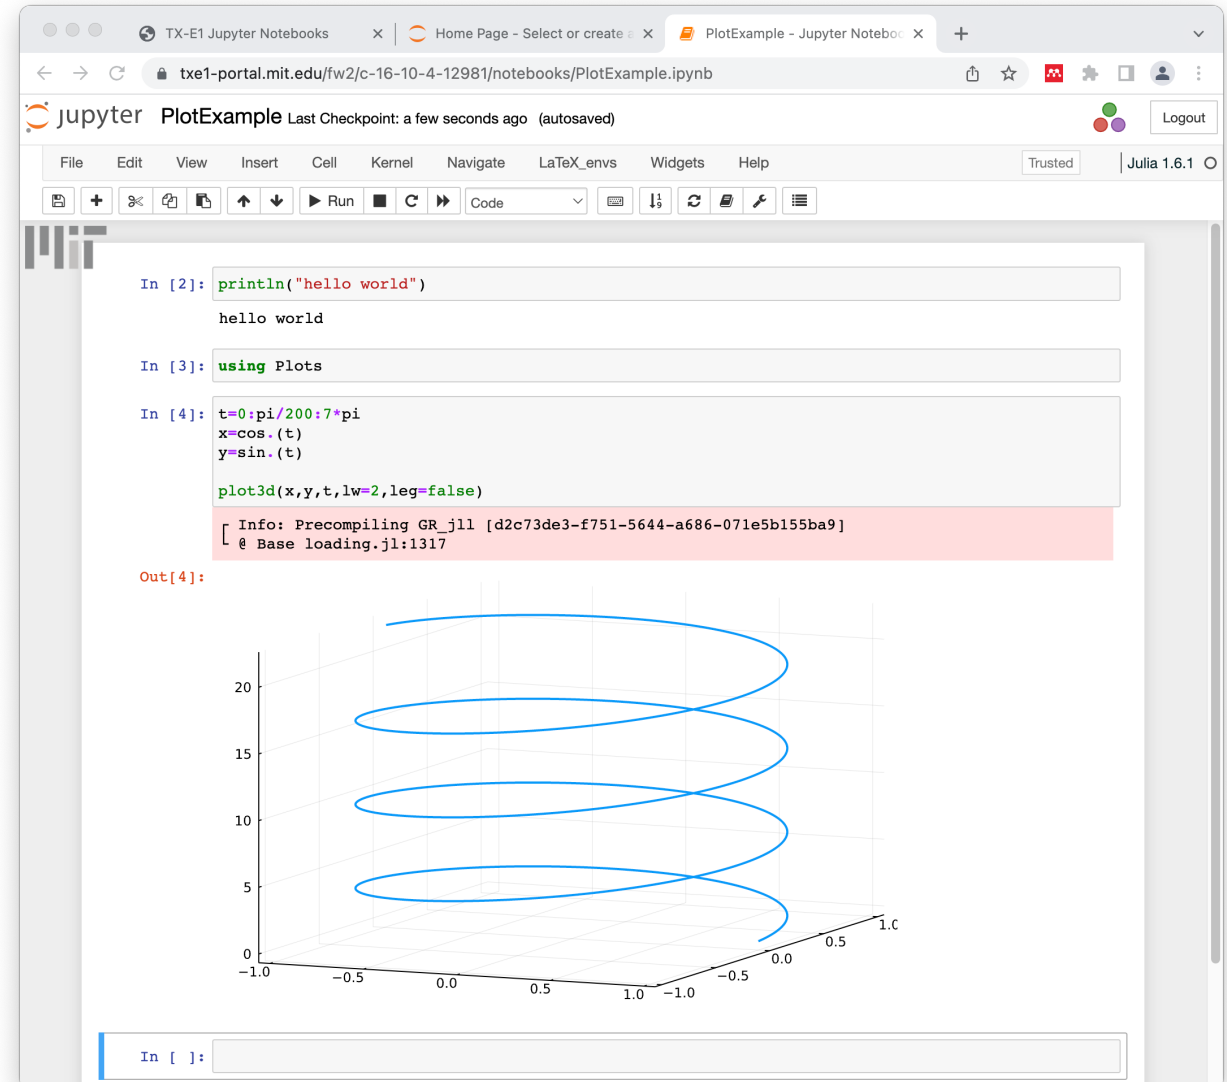 TX-E1 Jupyter Notebooks
Home Page - Select or create a
PlotExample - Jupyter Noteboo
txe1-portal.mit.edu/fw2/c-16-10-4-12981/notebooks/PlotExample.ipynb
jupyter PlotExample Last Checkpoint: a few seconds ago (autosaved)
Logout
File Edit View Insert Cell Kernel Navigate LaTeX_envs Widgets Help
Trusted
Julia 1.6.1
Run
Code
MIT
In [2]: println("hello world")
hello world
In [3]: using Plots
In [4]: t=0:pi/200:7*pi
x=cos.(t)
y=sin.(t)
plot3d(x,y,t,lw=2,leg=false)
[ Info: Precompiling GR_jll [d2c73de3-f751-5644-a686-071e5b155ba9]
@ Base loading.jl:1317
Out[4]:
20
15
10
5
0
−1.0 −0.5 0.0 0.5 1.0
−1.0 −0.5 0.0 0.5 1.0
In [ ]: